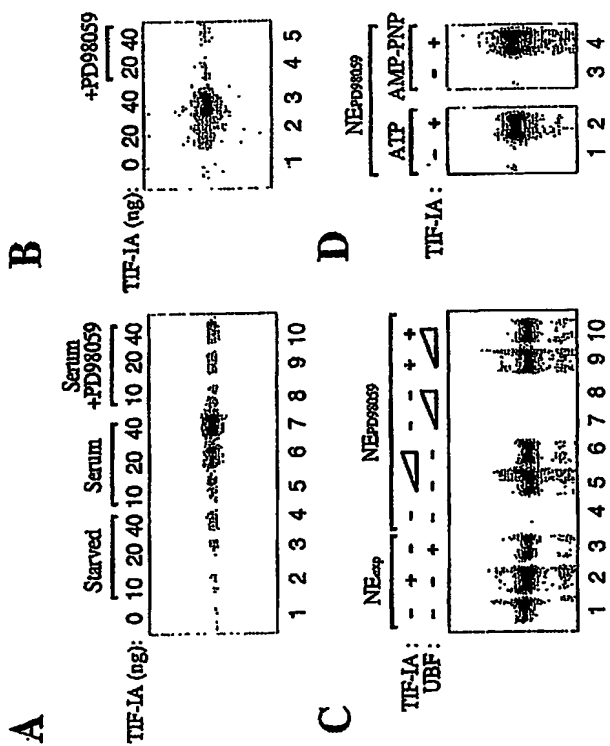 A
Starved
Serum
Serum
+PD98059
TIF-IA (ng): 0 10 20 40 10 20 40 10 20 40
1 2 3 4 5 6 7 8 9 10
B
+PD98059
TIF-IA (ng): 0 20 40 20 40
1 2 3 4 5
C
NEexp
NEPD98059
TIF-IA : - + - - - - - + +
UBF : - - + - - - 
1 2 3 4 5 6 7 8 9 10
D
NEPD98059
ATP
AMP-PNP
TIF-IA : - + - +
1 2 3 4